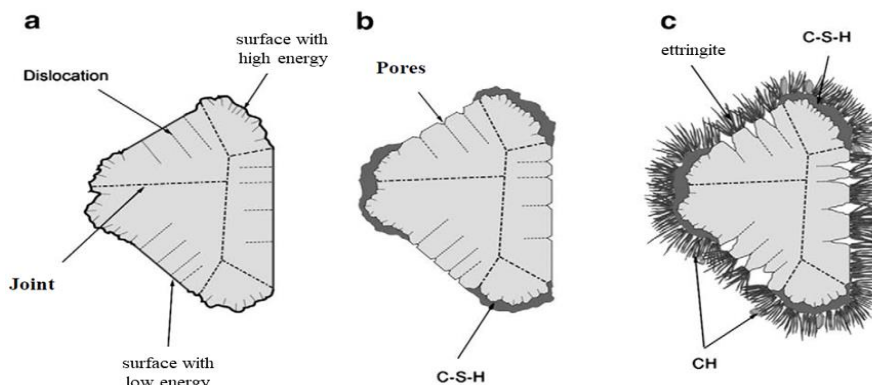 a
surface with
high energy
Dislocation
Joint
surface with
low energy
b
Pores
C-S-H
c
ettringite
C-S-H
CH